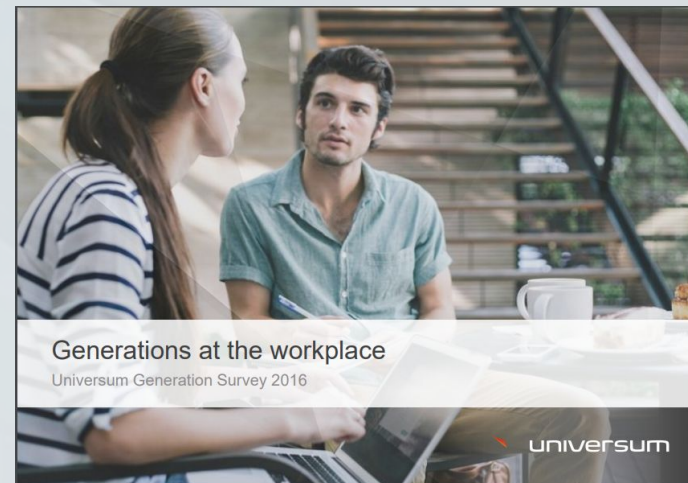 Generations at the workplace
Universum Generation Survey 2016
universum